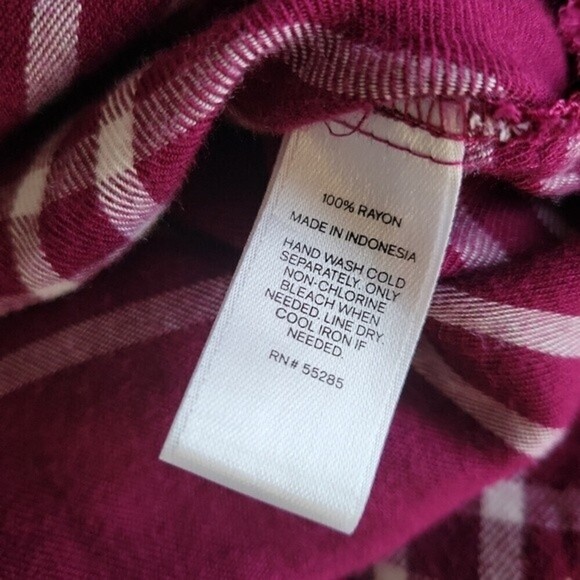 100% RAYON
MADE IN INDONESIA
HAND WASH COLD
SEPARATELY. ONLY
NON-CHLORINE
BLEACH WHEN
NEEDED. LINE DRY.
COOL IRON IF
NEEDED.
RN# 55285